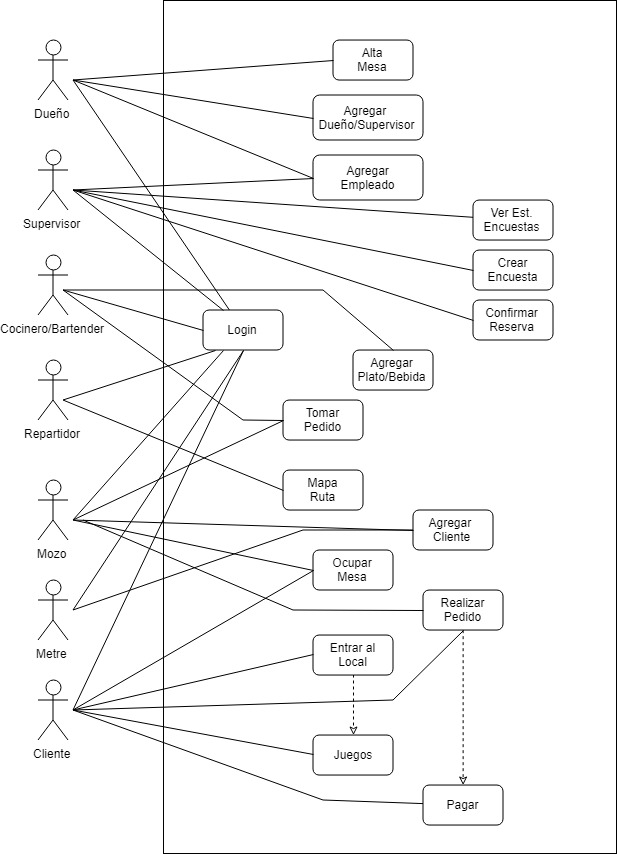 Alta
Mesa
Dueño
Agregar
Dueño/Supervisor
Agregar
Empleado
Supervisor
Ver Est.
Encuestas
Crear
Encuesta
Cocinero/Bartender
Login
Confirmar
Reserva
Agregar
Plato/Bebida
Repartidor
Tomar
Pedido
Mapa
Ruta
Mozo
Agregar
Cliente
Ocupar
Mesa
Realizar
Pedido
Metre
Entrar al
Local
Cliente
Juegos
Pagar